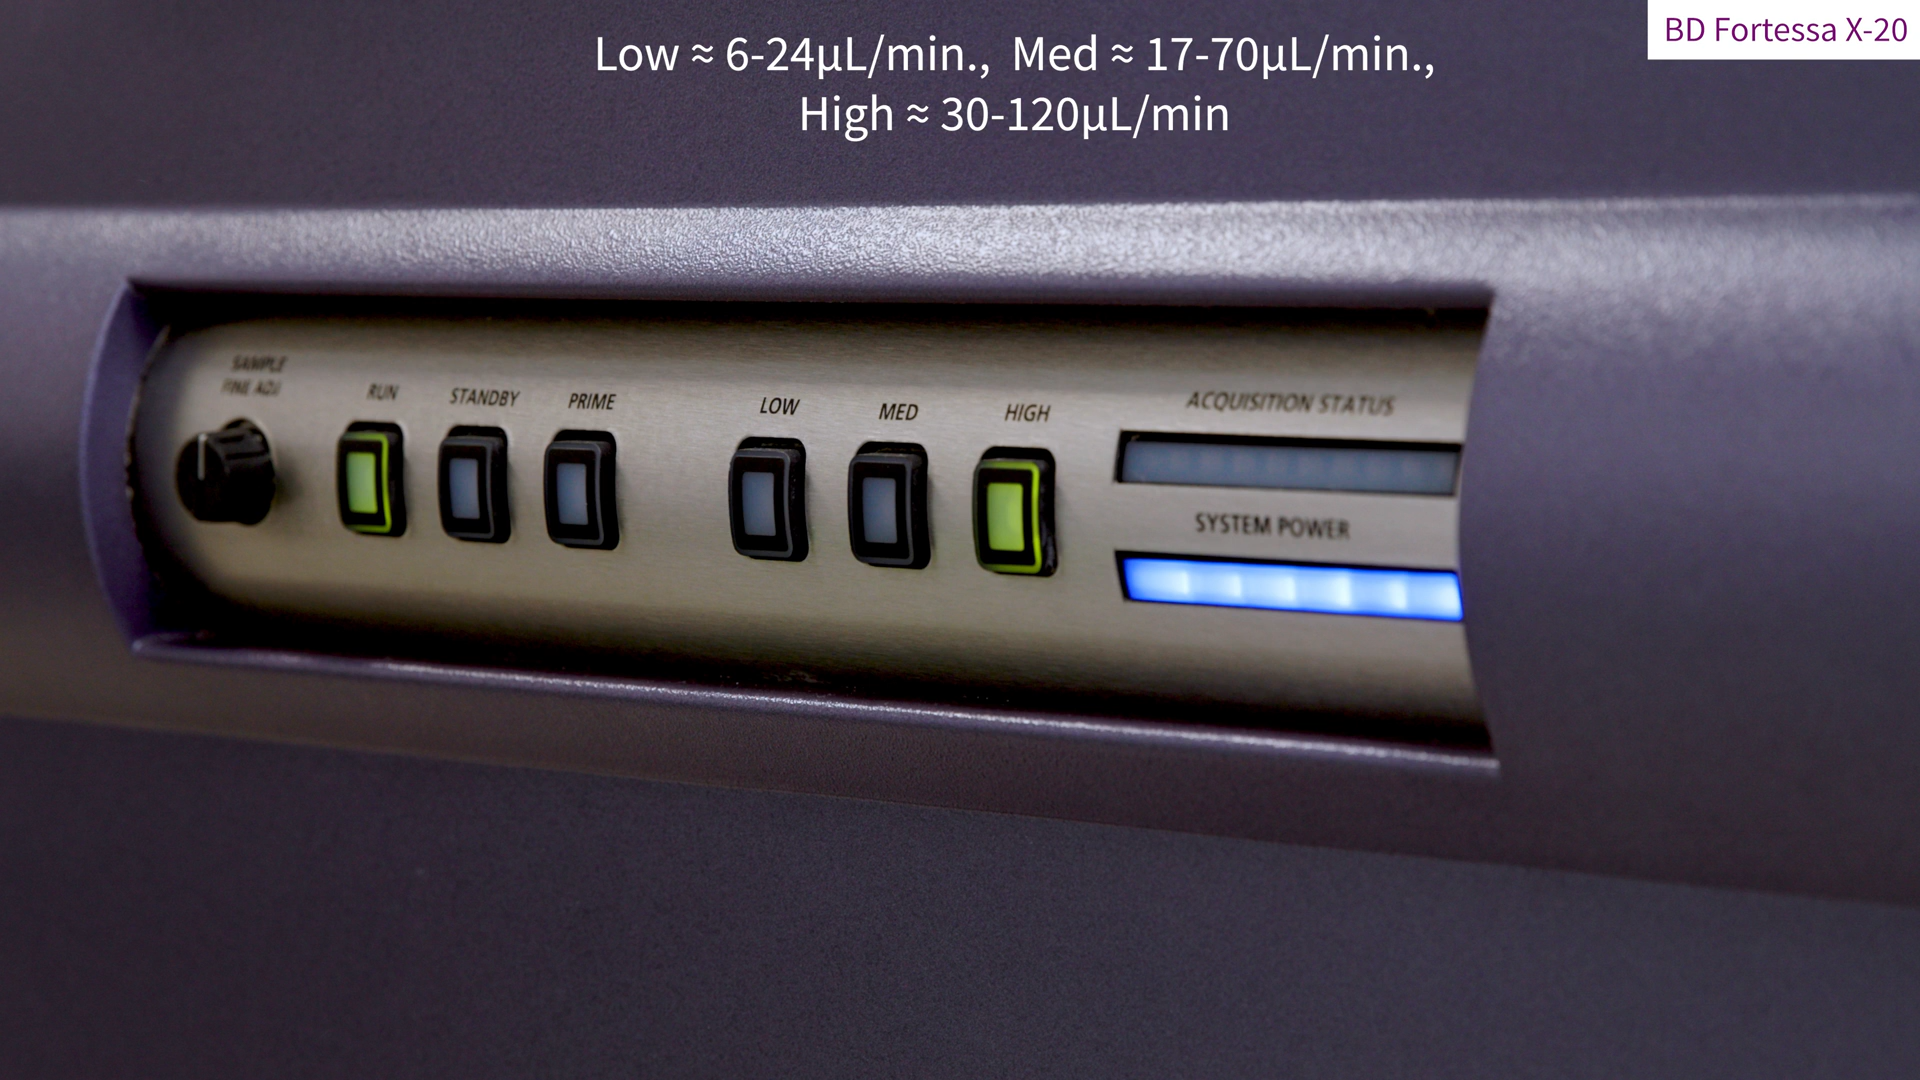 BD Fortessa X-20
Low ≈ 6-24µL/min., Med ≈ 17-70µL/min.,
High ≈ 30-120µL/min
SAMPLE
FINE ADJ
RUN
STANDBY
PRIME
LOW
MED
HIGH
ACQUISITION STATUS
SYSTEM POWER